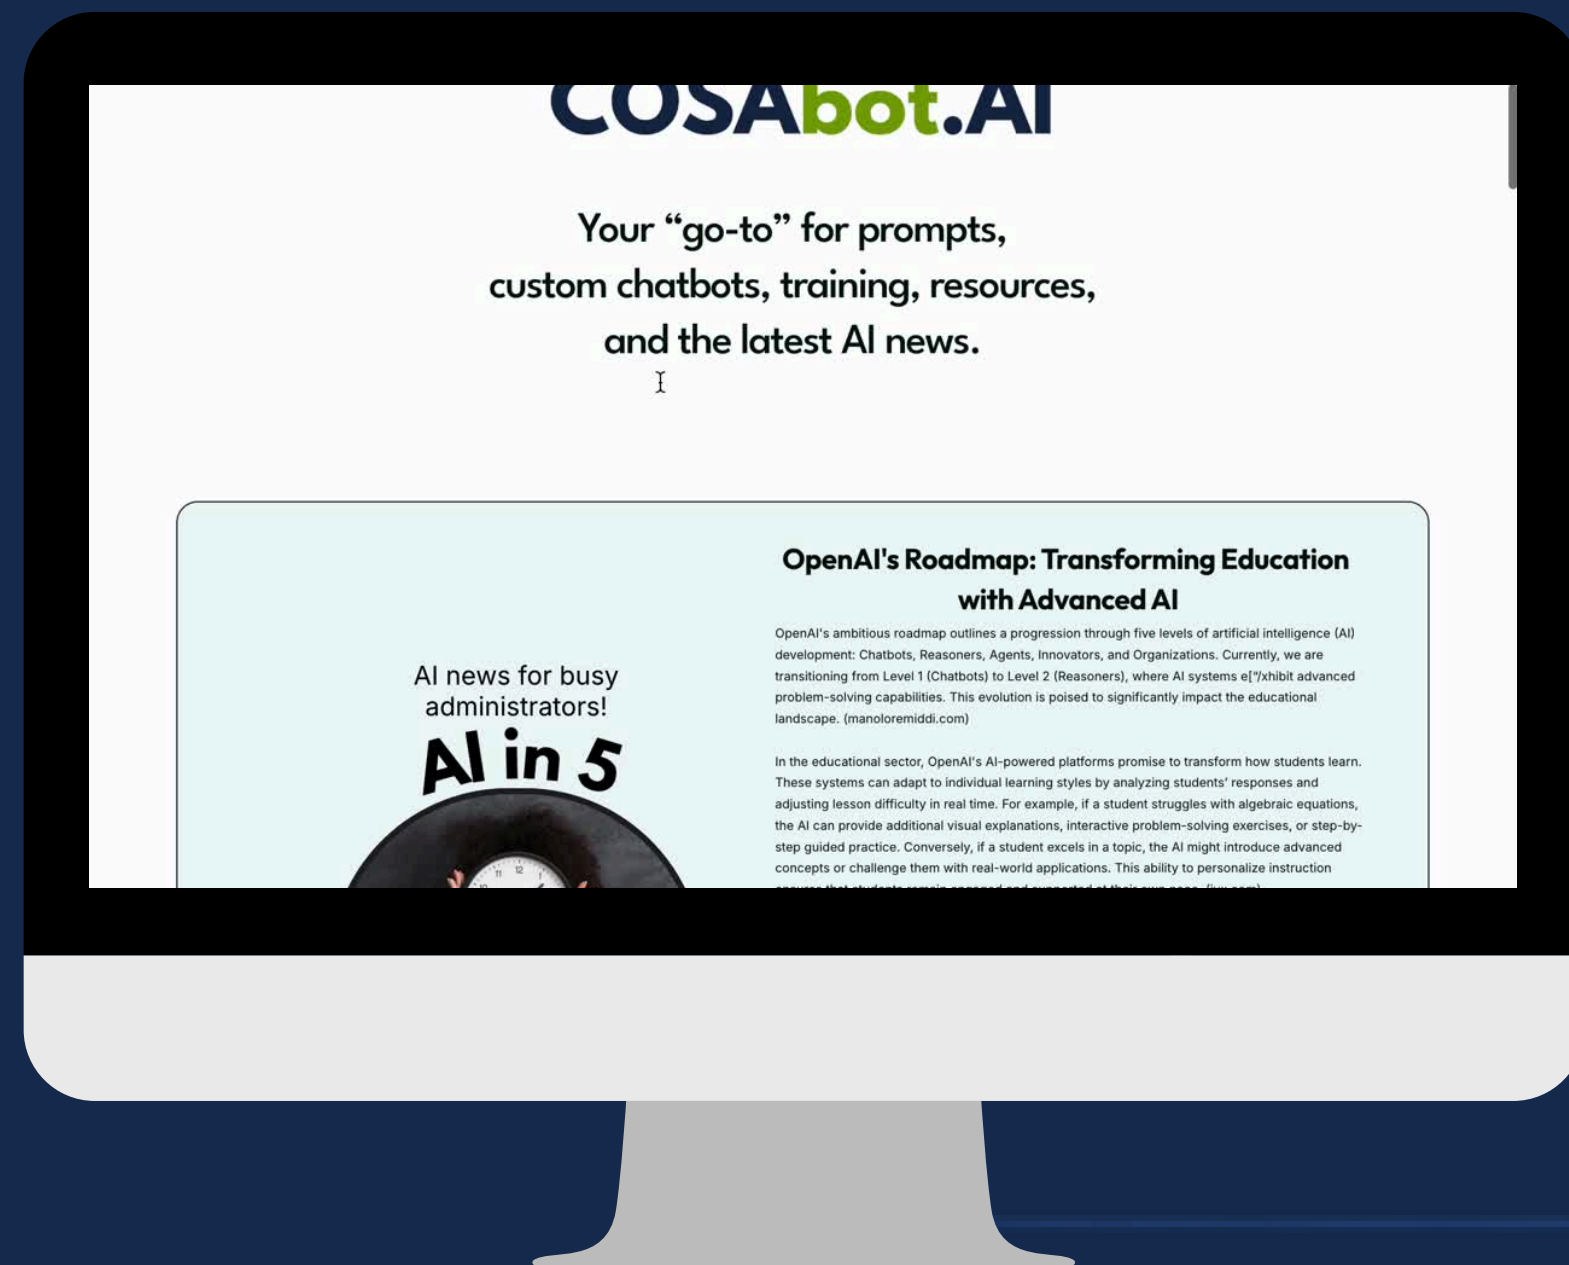 COSAbot.AI
Your “go-to” for prompts,
custom chatbots, training, resources,
and the latest AI news.
AI news for busy
administrators!
AI in 5
11 12 1
10
OpenAI's Roadmap: Transforming Education
with Advanced AI
OpenAI's ambitious roadmap outlines a progression through five levels of artificial intelligence (AI)
development: Chatbots, Reasoners, Agents, Innovators, and Organizations. Currently, we are
transitioning from Level 1 (Chatbots) to Level 2 (Reasoners), where AI systems e["/xhibit advanced
problem-solving capabilities. This evolution is poised to significantly impact the educational
landscape. (manoloremiddi.com)
In the educational sector, OpenAI's AI-powered platforms promise to transform how students learn.
These systems can adapt to individual learning styles by analyzing students' responses and
adjusting lesson difficulty in real time. For example, if a student struggles with algebraic equations,
the AI can provide additional visual explanations, interactive problem-solving exercises, or step-by-
step guided practice. Conversely, if a student excels in a topic, the AI might introduce advanced
concepts or challenge them with real-world applications. This ability to personalize instruction